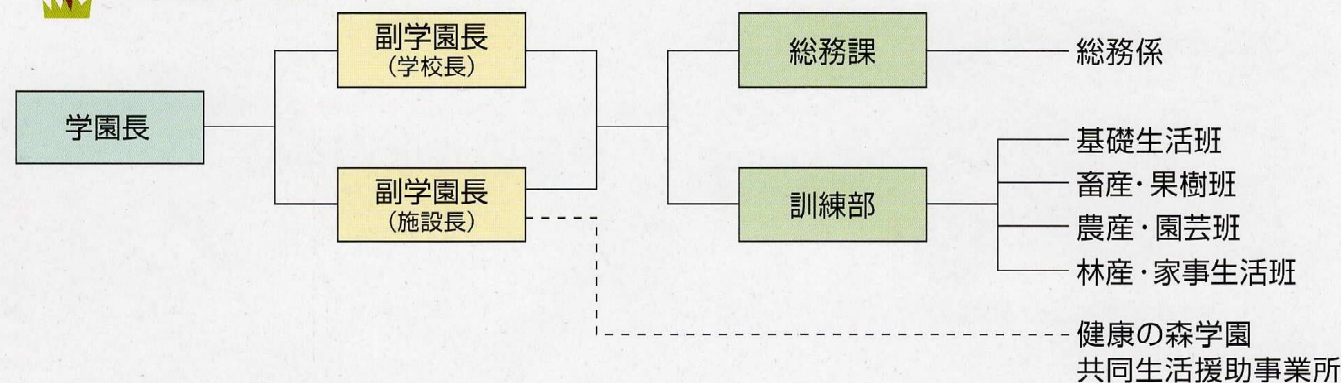 学園長
副学園長
（学校長）
副学園長
（施設長）
総務課
訓練部
総務係
基礎生活班
畜産・果樹班
農産・園芸班
林産・家事生活班
健康の森学園
共同生活援助事業所